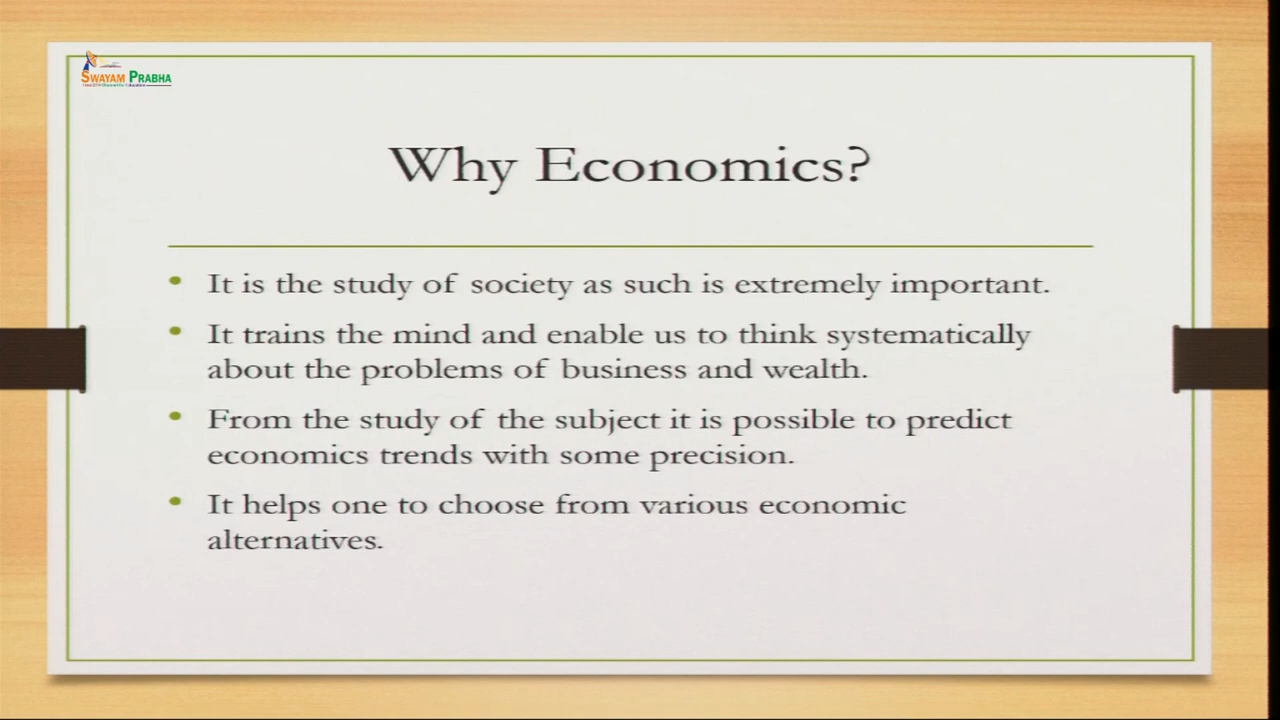 SWAYAM PRABHA
Why Economics?
• It is the study of society as such is extremely important.
• It trains the mind and enable us to think systematically
about the problems of business and wealth.
• From the study of the subject it is possible to predict
economics trends with some precision.
• It helps one to choose from various economic
alternatives.